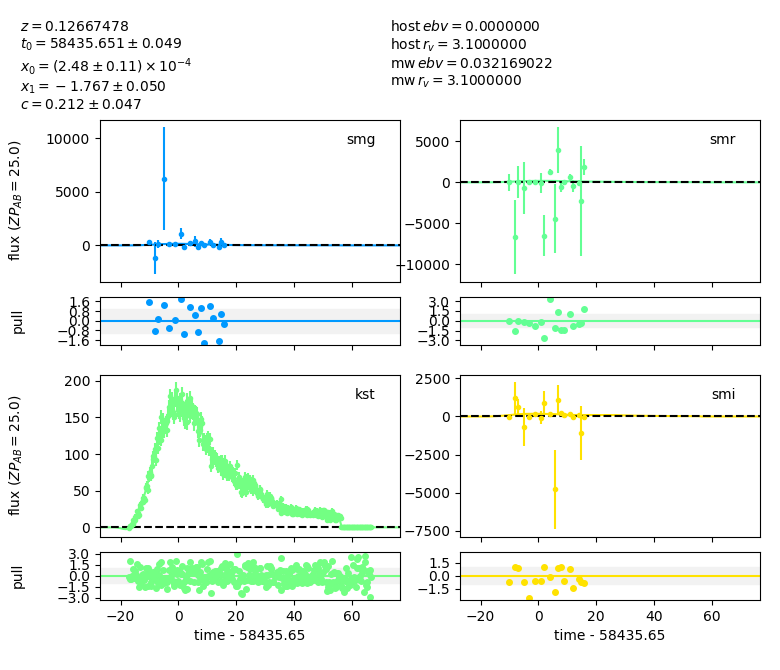 z = 0.12667478
t₀ = 58435.651 ± 0.049
x₀ = (2.48 ± 0.11) × 10⁻⁴
x₁ = −1.767 ± 0.050
c = 0.212 ± 0.047
host ebv = 0.0000000
host r_v = 3.1000000
mw ebv = 0.032169022
mw r_v = 3.1000000
smg
flux (ZP_AB = 25.0)
10000
5000
0
smr
5000
0
−5000
−10000
pull
1.6
0.8
0.0
−0.8
−1.6
3.0
1.5
0.0
−1.5
−3.0
kst
flux (ZP_AB = 25.0)
200
150
100
50
0
smi
2500
0
−2500
−5000
−7500
pull
3.0
1.5
0.0
−1.5
−3.0
1.5
0.0
−1.5
−20 0 20 40 60
time - 58435.65
−20 0 20 40 60
time - 58435.65